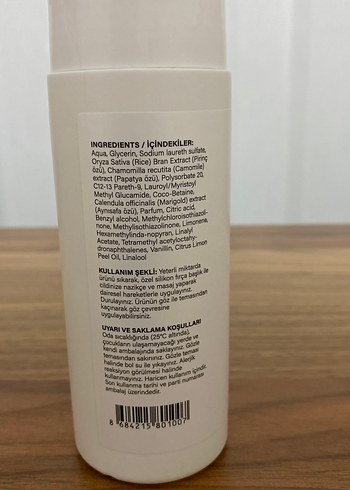 INGREDIENTS / İÇİNDEKİLER:
Aqua, Glycerin, Sodium laureth sulfate,
Oryza Sativa (Rice) Bran Extract (Pirinç
özü), Chamomilla recutita (Camomile)
extract (Papatya özü), Polysorbate 20,
C12-13 Pareth-9, Lauroyl/Myristoyl
Methyl Glucamide, Coco-Betaine,
Calendula officinalis (Marigold) extract
(Aynısafa özü), Parfum, Citric acid,
Benzyl alcohol, Methylchloroisothiazoli-
none, Methylisothiazolinone, Limonene,
Hexamethylinda-nopyran, Linalyl
Acetate, Tetramethyl acetyloctahy-
dronaphthalenes, Vanillin, Citrus Limon
Peel Oil, Linalool
KULLANIM ŞEKLİ: Yeterli miktarda
ürünü sıkarak, özel silikon fırça başlık ile
cildinize nazikçe ve masaj yaparak
dairesel hareketlerle uygulayınız.
Durulayınız. Ürünün göz ile temasından
kaçınarak göz çevresine
uygulayabilirsiniz.
UYARI VE SAKLAMA KOŞULLARI
Oda sıcaklığında (25°C altında),
çocukların ulaşamayacağı yerde ve
kendi ambalajında saklayınız. Gözle
temasından sakınınız. Gözle teması
halinde bol su ile yıkayınız. Alerjik
reaksiyon görülmesi halinde
kullanmayınız. Haricen kullanım içindir.
Son kullanma tarihi ve parti numarası
ambalaj üzerindedir.
8 684215 801007